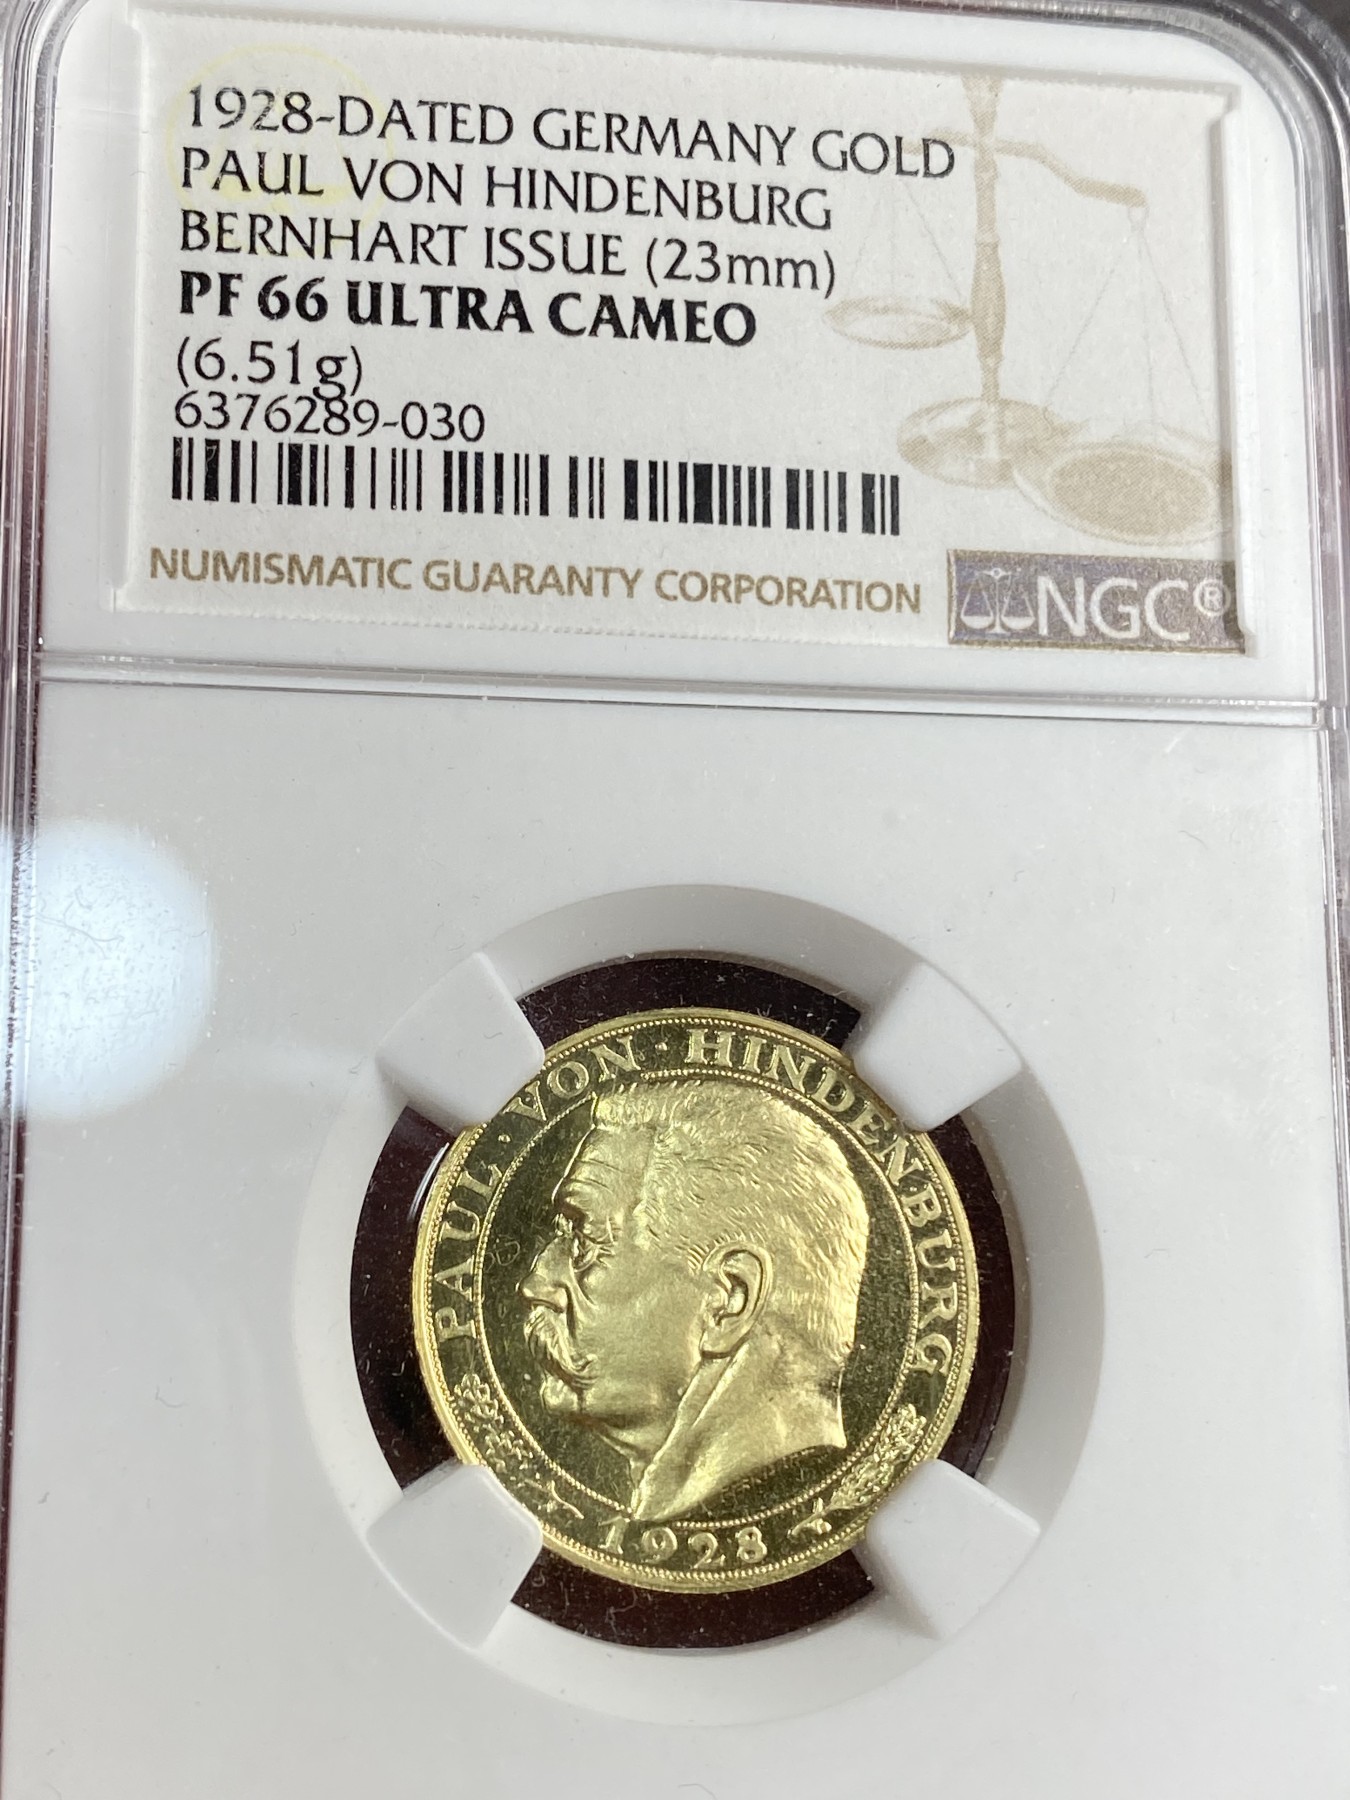 1928-DATED GERMANY GOLD
PAUL VON HINDENBURG
BERNHART ISSUE (23mm)
PF 66 ULTRA CAMEO
(6.51g)
6376289-030
NUMISMATIC GUARANTY CORPORATION
NGC®
PAUL · VON · HINDENBURG
1928